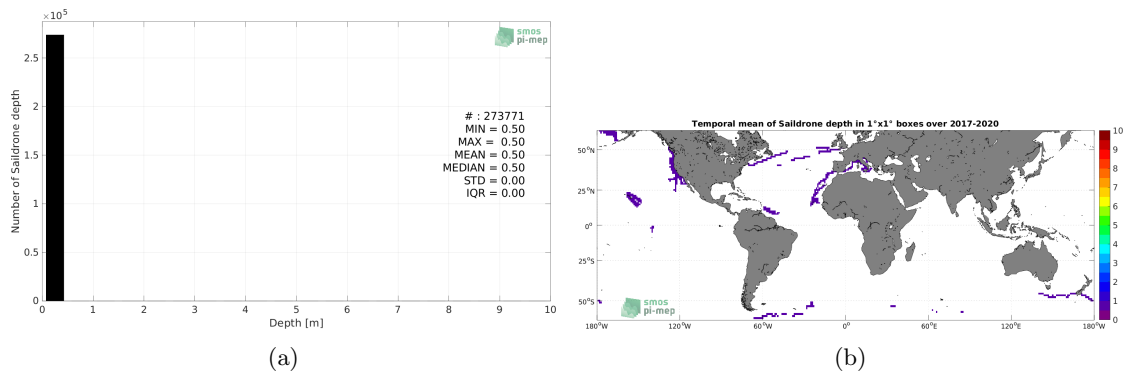 ×10⁵
2.5
2
1.5
1
0.5
0
0 1 2 3 4 5 6 7 8 9 10
Number of Saildrone depth
Depth [m]
smos
pi-mep
# : 273771
MIN = 0.50
MAX = 0.50
MEAN = 0.50
MEDIAN = 0.50
STD = 0.00
IQR = 0.00
(a)
Temporal mean of Saildrone depth in 1°x1° boxes over 2017-2020
50°N
25°N
0°
25°S
50°S
180°W 120°W 60°W 0° 60°E 120°E 180°W
smos
pi-mep
10
9
8
7
6
5
4
3
2
1
0
(b)